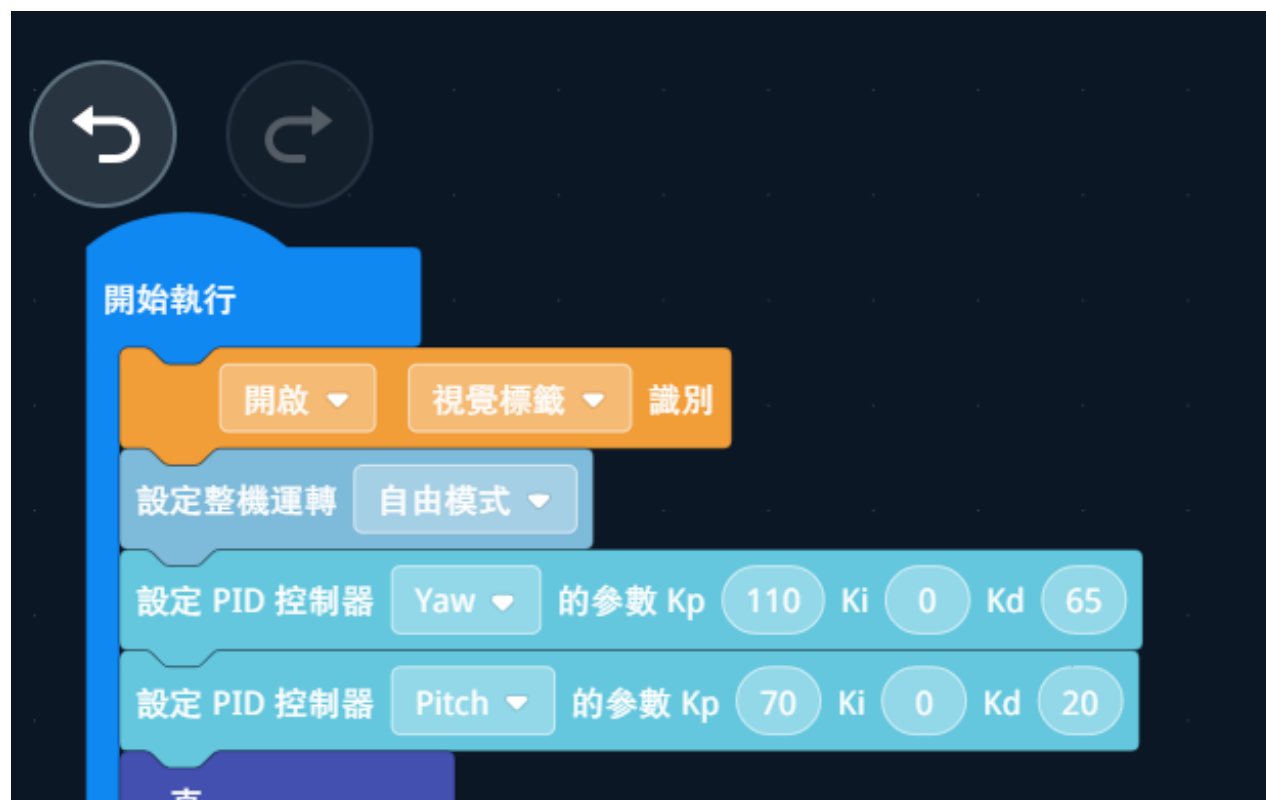 開始執行
開啟 視覺標籤 識別
設定整機運轉 自由模式
設定 PID 控制器 Yaw 的參數 Kp 110 Ki 0 Kd 65
設定 PID 控制器 Pitch 的參數 Kp 70 Ki 0 Kd 20